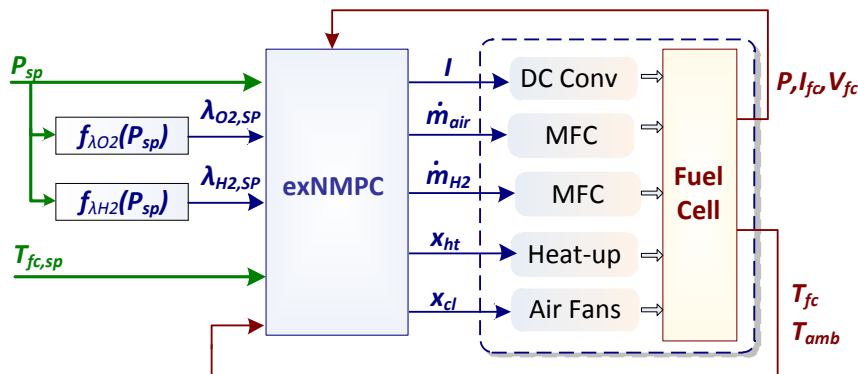 P_sp
λ_O2,SP
f_λO2(P_sp)
λ_H2,SP
f_λH2(P_sp)
T_fc,sp
exNMPC
I
ṁ_air
ṁ_H2
x_ht
x_cl
DC Conv
MFC
MFC
Heat-up
Air Fans
Fuel
Cell
P,I_fc,V_fc
T_fc
T_amb